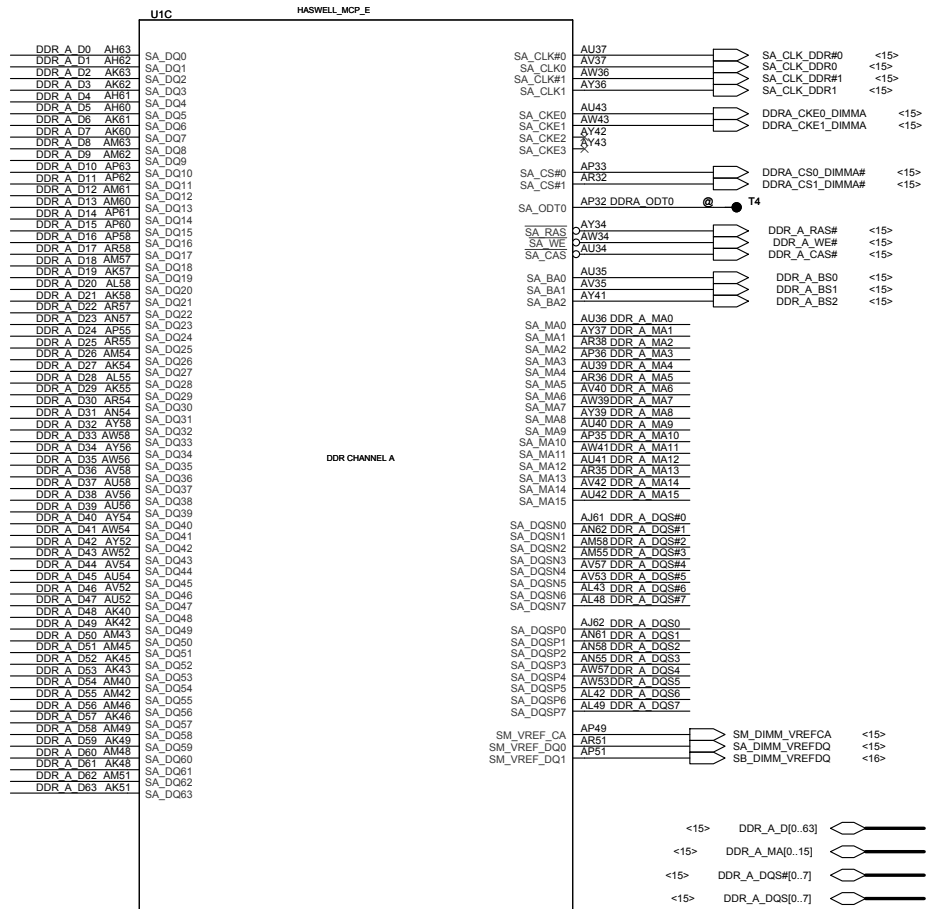 HASWELL_MCP_E
U1C
DDR_A_D0 AH63 SA_DQ0
DDR_A_D1 AH62 SA_DQ1
DDR_A_D2 AK63 SA_DQ2
DDR_A_D3 AK62 SA_DQ3
DDR_A_D4 AH61 SA_DQ4
DDR_A_D5 AH60 SA_DQ5
DDR_A_D6 AK61 SA_DQ6
DDR_A_D7 AK60 SA_DQ7
DDR_A_D8 AM63 SA_DQ8
DDR_A_D9 AM62 SA_DQ9
DDR_A_D10 AP63 SA_DQ10
DDR_A_D11 AP62 SA_DQ11
DDR_A_D12 AM61 SA_DQ12
DDR_A_D13 AM60 SA_DQ13
DDR_A_D14 AP61 SA_DQ14
DDR_A_D15 AP60 SA_DQ15
DDR_A_D16 AP58 SA_DQ16
DDR_A_D17 AR58 SA_DQ17
DDR_A_D18 AM57 SA_DQ18
DDR_A_D19 AK57 SA_DQ19
DDR_A_D20 AL58 SA_DQ20
DDR_A_D21 AK58 SA_DQ21
DDR_A_D22 AR57 SA_DQ22
DDR_A_D23 AN57 SA_DQ23
DDR_A_D24 AP55 SA_DQ24
DDR_A_D25 AR55 SA_DQ25
DDR_A_D26 AM54 SA_DQ26
DDR_A_D27 AK54 SA_DQ27
DDR_A_D28 AL55 SA_DQ28
DDR_A_D29 AK55 SA_DQ29
DDR_A_D30 AR54 SA_DQ30
DDR_A_D31 AN54 SA_DQ31
DDR_A_D32 AY58 SA_DQ32
DDR_A_D33 AW58 SA_DQ33
DDR_A_D34 AY56 SA_DQ34
DDR_A_D35 AW56 SA_DQ35
DDR_A_D36 AV58 SA_DQ36
DDR_A_D37 AU58 SA_DQ37
DDR_A_D38 AV56 SA_DQ38
DDR_A_D39 AU56 SA_DQ39
DDR_A_D40 AY54 SA_DQ40
DDR_A_D41 AW54 SA_DQ41
DDR_A_D42 AY52 SA_DQ42
DDR_A_D43 AW52 SA_DQ43
DDR_A_D44 AV54 SA_DQ44
DDR_A_D45 AU54 SA_DQ45
DDR_A_D46 AV52 SA_DQ46
DDR_A_D47 AU52 SA_DQ47
DDR_A_D48 AK40 SA_DQ48
DDR_A_D49 AK42 SA_DQ49
DDR_A_D50 AM43 SA_DQ50
DDR_A_D51 AM45 SA_DQ51
DDR_A_D52 AK45 SA_DQ52
DDR_A_D53 AK43 SA_DQ53
DDR_A_D54 AM40 SA_DQ54
DDR_A_D55 AM42 SA_DQ55
DDR_A_D56 AM46 SA_DQ56
DDR_A_D57 AK46 SA_DQ57
DDR_A_D58 AM49 SA_DQ58
DDR_A_D59 AK49 SA_DQ59
DDR_A_D60 AM48 SA_DQ60
DDR_A_D61 AK48 SA_DQ61
DDR_A_D62 AM51 SA_DQ62
DDR_A_D63 AK51 SA_DQ63
DDR CHANNEL A
SA_CLK#0 AU37 SA_CLK_DDR#0 <15>
SA_CLK0 AV37 SA_CLK_DDR0 <15>
SA_CLK#1 AW36 SA_CLK_DDR#1 <15>
SA_CLK1 AY36 SA_CLK_DDR1 <15>
SA_CKE0 AU43 DDRA_CKE0_DIMMA <15>
SA_CKE1 AW43 DDRA_CKE1_DIMMA <15>
SA_CKE2 AY42
SA_CKE3 AY43
SA_CS#0 AP33 DDRA_CS0_DIMMA# <15>
SA_CS#1 AR32 DDRA_CS1_DIMMA# <15>
SA_ODT0 AP32 DDRA_ODT0 @ T4
SA_RAS AY34 DDR_A_RAS# <15>
SA_WE AW34 DDR_A_WE# <15>
SA_CAS AU34 DDR_A_CAS# <15>
SA_BA0 AU35 DDR_A_BS0 <15>
SA_BA1 AV35 DDR_A_BS1 <15>
SA_BA2 AY41 DDR_A_BS2 <15>
SA_MA0 AU36 DDR_A_MA0
SA_MA1 AY37 DDR_A_MA1
SA_MA2 AR38 DDR_A_MA2
SA_MA3 AP36 DDR_A_MA3
SA_MA4 AU39 DDR_A_MA4
SA_MA5 AR36 DDR_A_MA5
SA_MA6 AV40 DDR_A_MA6
SA_MA7 AW39 DDR_A_MA7
SA_MA8 AY39 DDR_A_MA8
SA_MA9 AU40 DDR_A_MA9
SA_MA10 AP35 DDR_A_MA10
SA_MA11 AW41 DDR_A_MA11
SA_MA12 AU41 DDR_A_MA12
SA_MA13 AR35 DDR_A_MA13
SA_MA14 AV42 DDR_A_MA14
SA_MA15 AU42 DDR_A_MA15
SA_DQSN0 AJ61 DDR_A_DQS#0
SA_DQSN1 AN62 DDR_A_DQS#1
SA_DQSN2 AM58 DDR_A_DQS#2
SA_DQSN3 AM55 DDR_A_DQS#3
SA_DQSN4 AV57 DDR_A_DQS#4
SA_DQSN5 AV53 DDR_A_DQS#5
SA_DQSN6 AL43 DDR_A_DQS#6
SA_DQSN7 AL48 DDR_A_DQS#7
SA_DQSP0 AJ62 DDR_A_DQS0
SA_DQSP1 AN61 DDR_A_DQS1
SA_DQSP2 AN58 DDR_A_DQS2
SA_DQSP3 AN55 DDR_A_DQS3
SA_DQSP4 AW57 DDR_A_DQS4
SA_DQSP5 AW53 DDR_A_DQS5
SA_DQSP6 AL42 DDR_A_DQS6
SA_DQSP7 AL49 DDR_A_DQS7
SM_VREF_CA AP49 SM_DIMM_VREFCA <15>
SM_VREF_DQ0 AR51 SA_DIMM_VREFDQ <15>
SM_VREF_DQ1 AP51 SB_DIMM_VREFDQ <16>
<15> DDR_A_D[0..63]
<15> DDR_A_MA[0..15]
<15> DDR_A_DQS#[0..7]
<15> DDR_A_DQS[0..7]